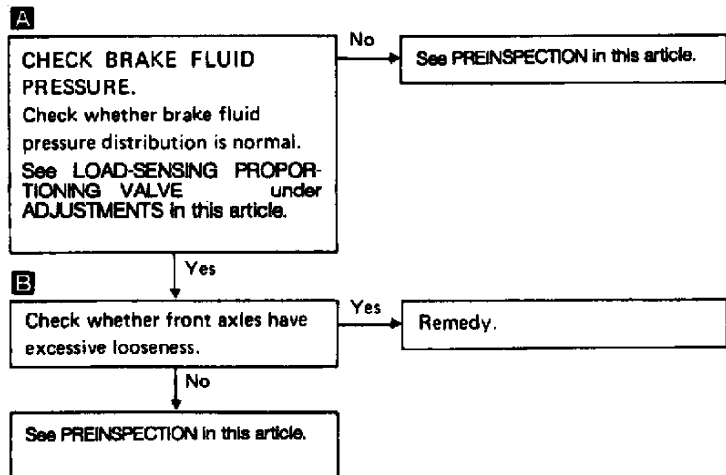 A
CHECK BRAKE FLUID
PRESSURE.
Check whether brake fluid
pressure distribution is normal.
See LOAD-SENSING PROPOR-
TIONING VALVE under
ADJUSTMENTS in this article.
No
See PREINSPECTION in this article.
Yes
B
Check whether front axles have
excessive looseness.
Yes
Remedy.
No
See PREINSPECTION in this article.